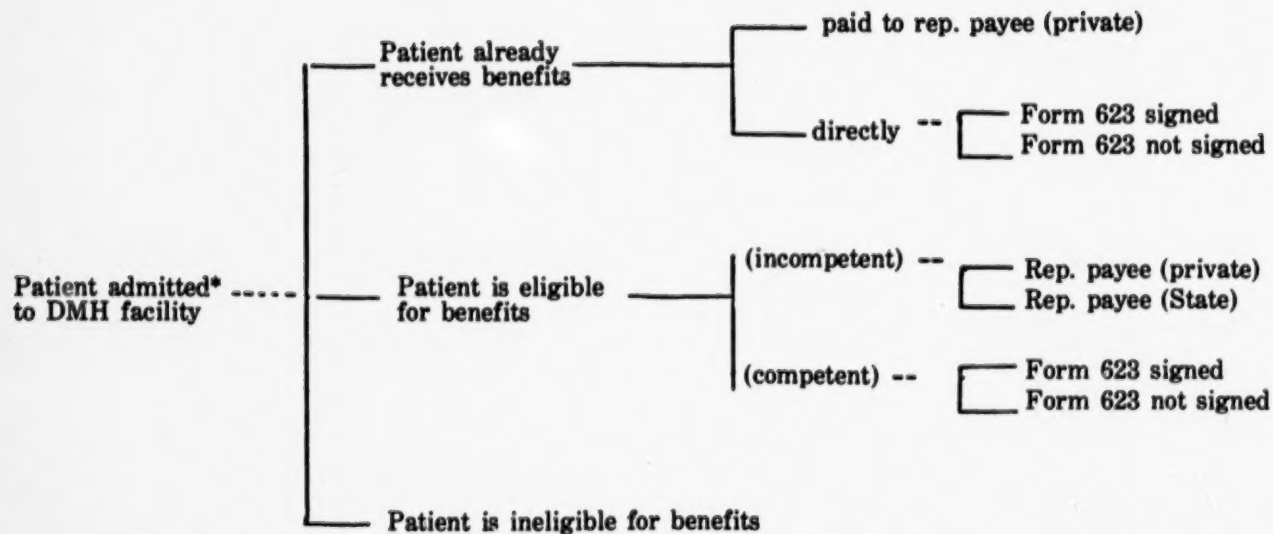 Patient admitted*
to DMH facility
Patient already
receives benefits
paid to rep. payee (private)
directly --
Form 623 signed
Form 623 not signed
Patient is eligible
for benefits
(incompetent) --
Rep. payee (private)
Rep. payee (State)
(competent) --
Form 623 signed
Form 623 not signed
Patient is ineligible for benefits